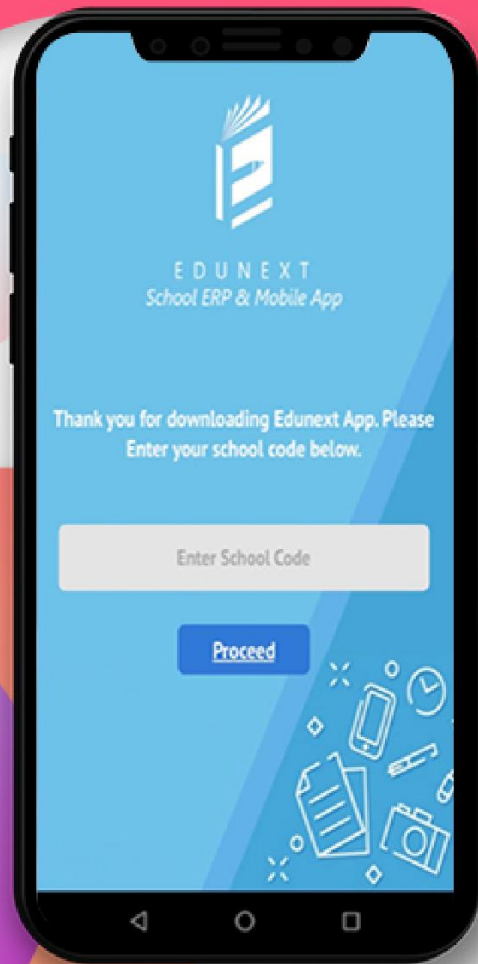 EDUNEXT
School ERP & Mobile App
Thank you for downloading Edunext App. Please
Enter your school code below.
Enter School Code
Proceed